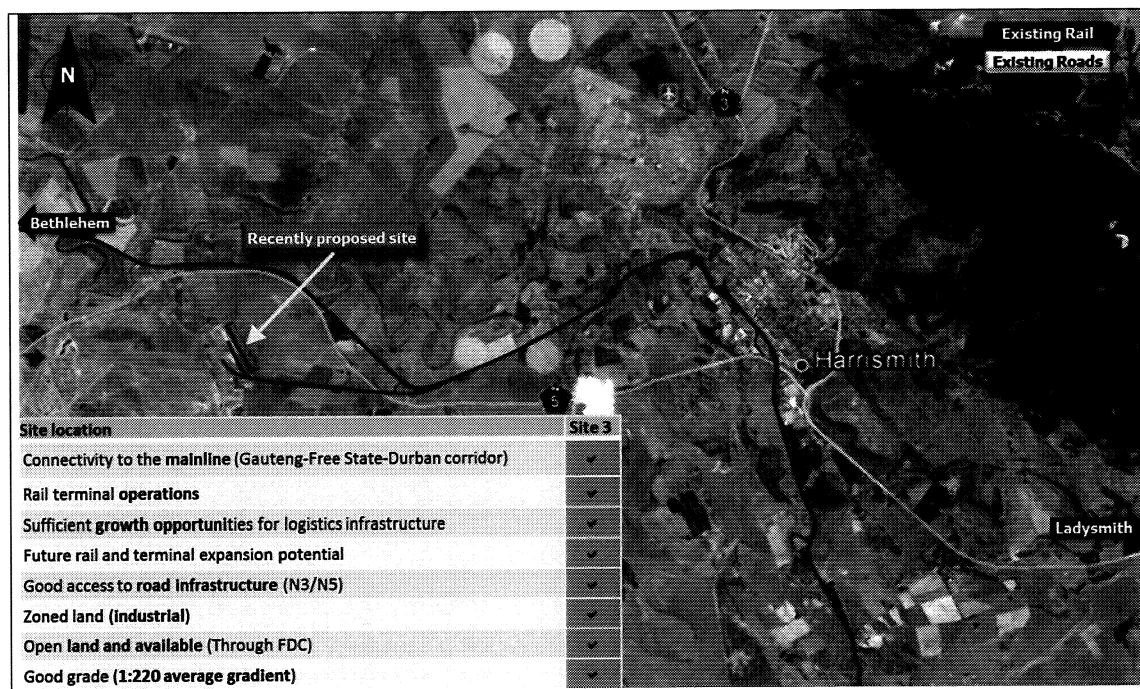 Existing Rail
Existing Roads
N
N
3
Bethlehem
Recently proposed site
Harrismith
N
5
Ladysmith
Site location Site 3
Connectivity to the mainline (Gauteng-Free State-Durban corridor)
Rail terminal operations
Sufficient growth opportunities for logistics infrastructure
Future rail and terminal expansion potential
Good access to road infrastructure (N3/N5)
Zoned land (industrial)
Open land and available (Through FDC)
Good grade (1:220 average gradient)